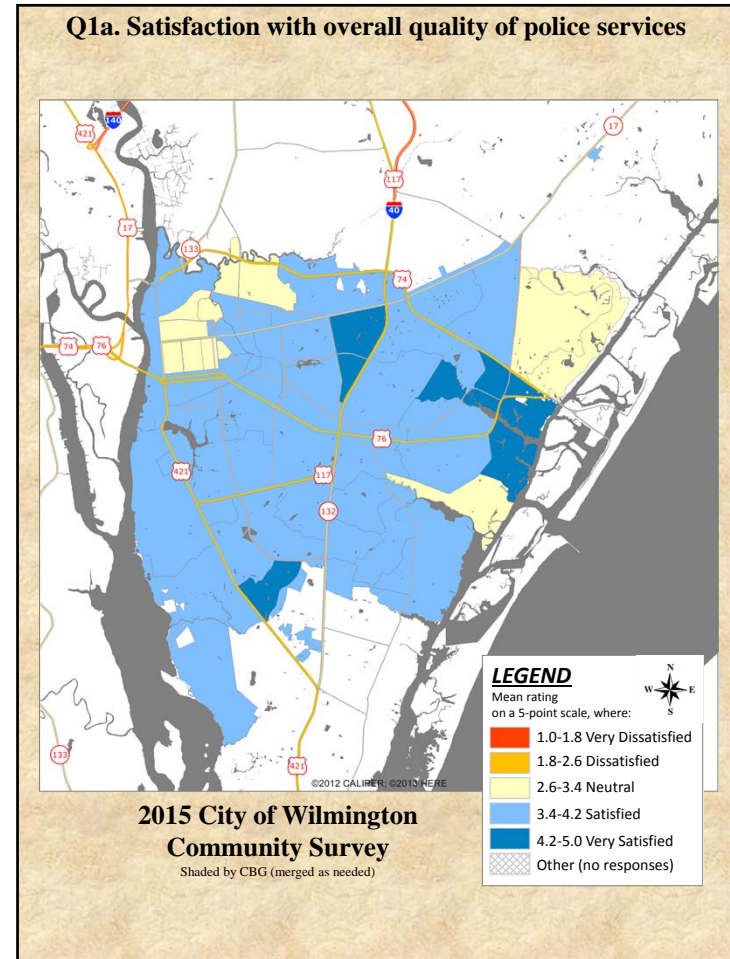 Q1a. Satisfaction with overall quality of police services
140
421
17
117
40
17
133
74
74
76
76
421
117
132
133
421
©2012 CALIPER; ©2013 HERE
LEGEND
Mean rating
on a 5-point scale, where:
N
W E
S
1.0-1.8 Very Dissatisfied
1.8-2.6 Dissatisfied
2.6-3.4 Neutral
3.4-4.2 Satisfied
4.2-5.0 Very Satisfied
Other (no responses)
2015 City of Wilmington
Community Survey
Shaded by CBG (merged as needed)